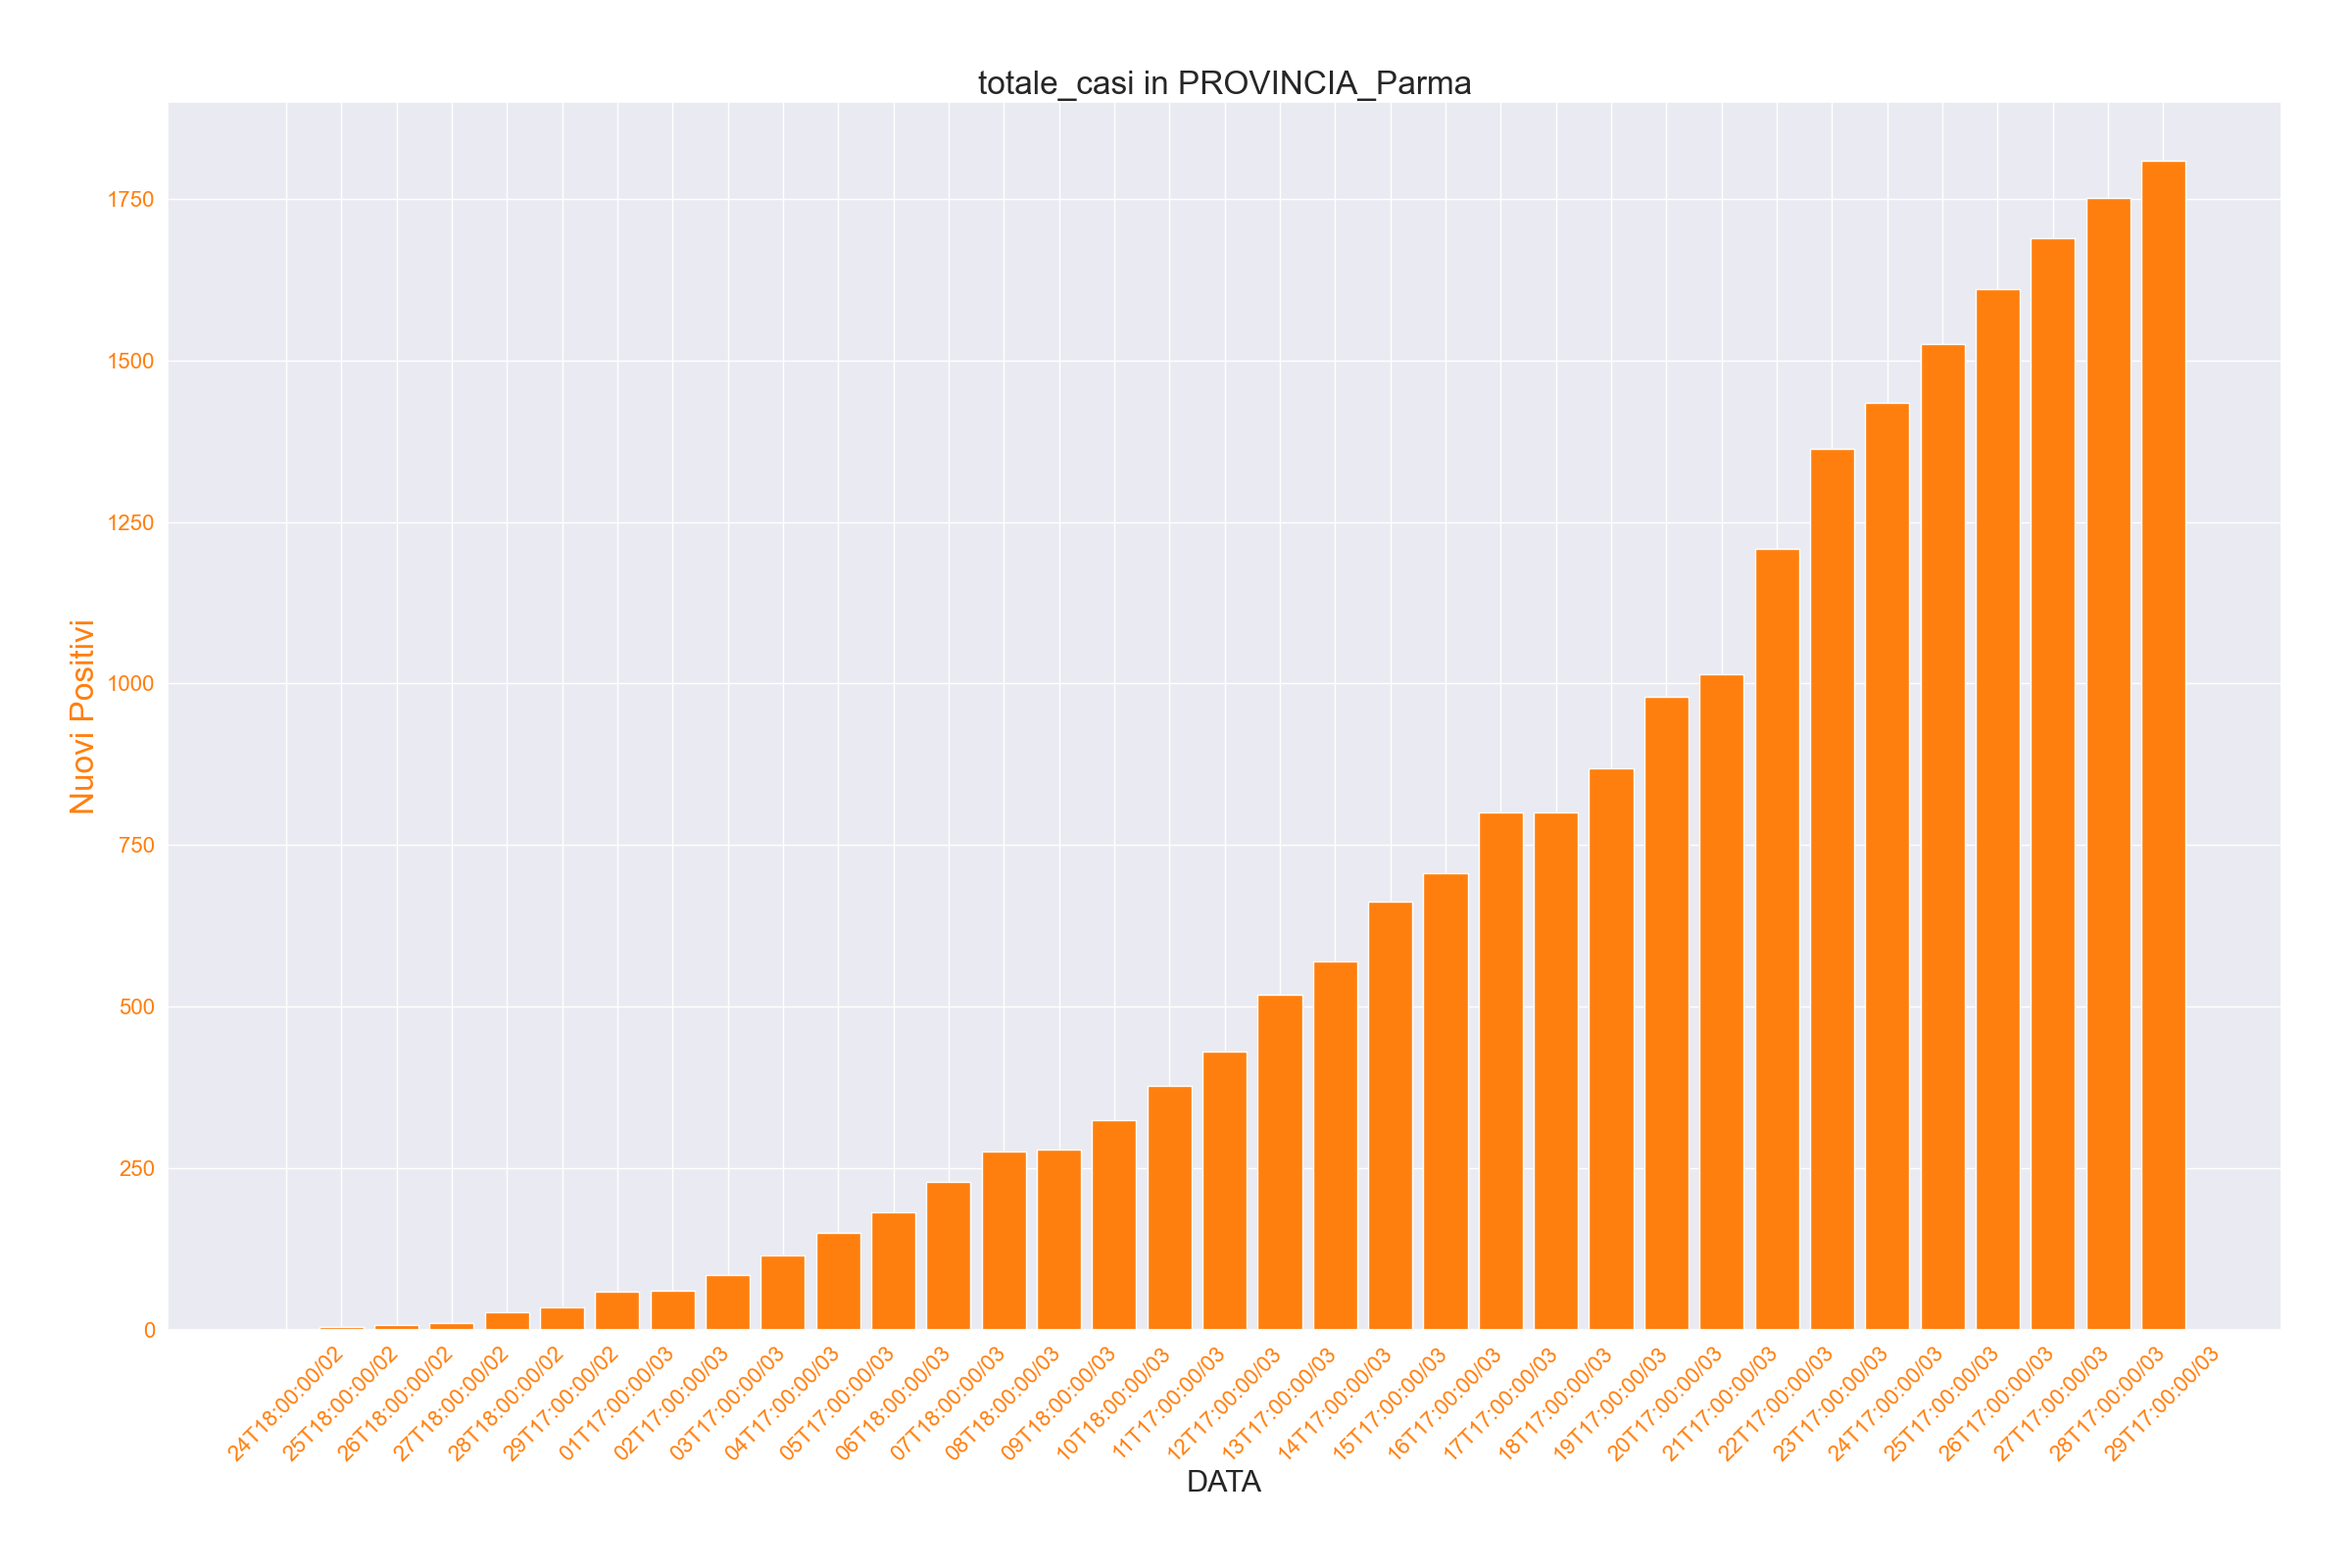 totale_casi in PROVINCIA_Parma
Nuovi Positivi
1750
1500
1250
1000
750
500
250
0
24T18:00:00/02
25T18:00:00/02
26T18:00:00/02
27T18:00:00/02
28T18:00:00/02
29T17:00:00/02
01T17:00:00/03
02T17:00:00/03
03T17:00:00/03
04T17:00:00/03
05T17:00:00/03
06T18:00:00/03
07T18:00:00/03
08T18:00:00/03
09T18:00:00/03
10T18:00:00/03
11T17:00:00/03
12T17:00:00/03
13T17:00:00/03
14T17:00:00/03
15T17:00:00/03
16T17:00:00/03
17T17:00:00/03
18T17:00:00/03
19T17:00:00/03
20T17:00:00/03
21T17:00:00/03
22T17:00:00/03
23T17:00:00/03
24T17:00:00/03
25T17:00:00/03
26T17:00:00/03
27T17:00:00/03
28T17:00:00/03
29T17:00:00/03
DATA